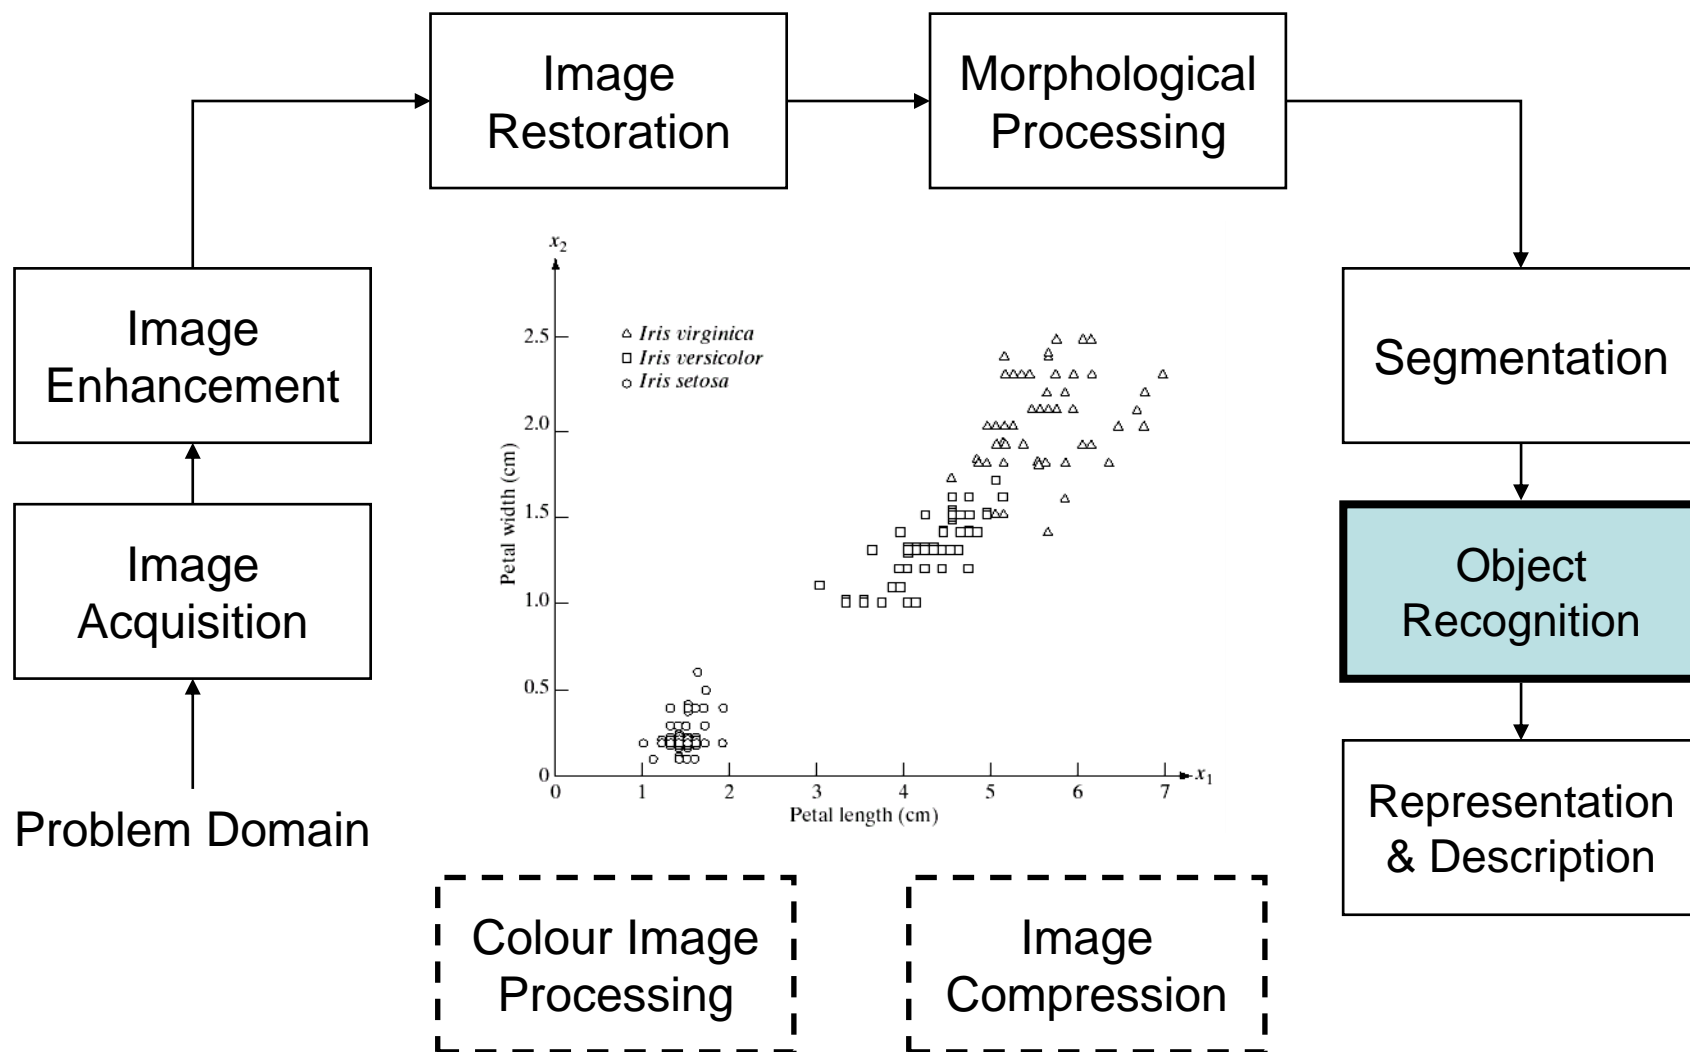 Image
Restoration
Morphological
Processing
Image
Enhancement
Segmentation
Image
Acquisition
Object
Recognition
Problem Domain
Representation
& Description
x2
2.5
2.0
1.5
1.0
0.5
0
Petal width (cm)
△ Iris virginica
□ Iris versicolor
○ Iris setosa
0 1 2 3 4 5 6 7
x1
Petal length (cm)
Colour Image
Processing
Image
Compression